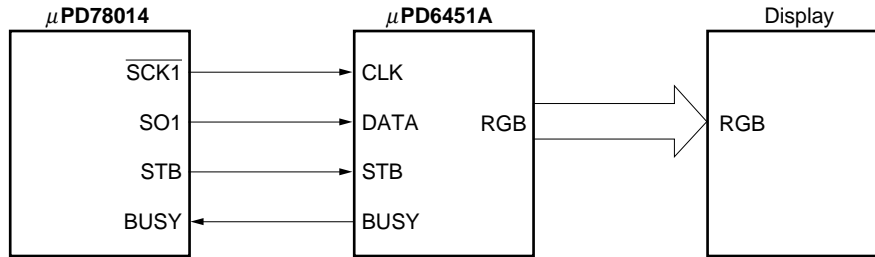 μPD78014
μPD6451A
Display
SCK1
CLK
SO1
DATA
RGB
RGB
STB
STB
BUSY
BUSY